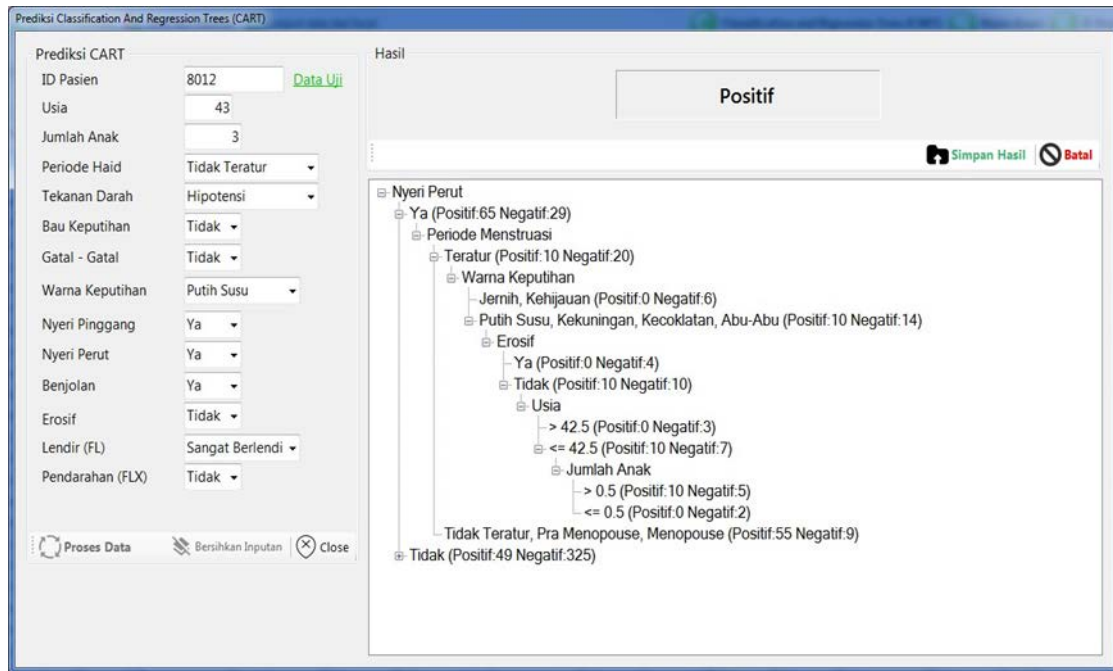 Prediksi Classification And Regression Trees (CART)
Prediksi CART
ID Pasien 8012 Data Uji
Usia 43
Jumlah Anak 3
Periode Haid Tidak Teratur
Tekanan Darah Hipotensi
Bau Keputihan Tidak
Gatal - Gatal Tidak
Warna Keputihan Putih Susu
Nyeri Pinggang Ya
Nyeri Perut Ya
Benjolan Ya
Erosif Tidak
Lendir (FL) Sangat Berlendi
Pendarahan (FLX) Tidak
Proses Data Bersihkan Inputan Close
Hasil
Positif
Simpan Hasil Batal
Nyeri Perut
Ya (Positif:65 Negatif:29)
Periode Menstruasi
Teratur (Positif:10 Negatif:20)
Warna Keputihan
Jernih, Kehijauan (Positif:0 Negatif:6)
Putih Susu, Kekuningan, Kecoklatan, Abu-Abu (Positif:10 Negatif:14)
Erosif
Ya (Positif:0 Negatif:4)
Tidak (Positif:10 Negatif:10)
Usia
> 42.5 (Positif:0 Negatif:3)
<= 42.5 (Positif:10 Negatif:7)
Jumlah Anak
> 0.5 (Positif:10 Negatif:5)
<= 0.5 (Positif:0 Negatif:2)
Tidak Teratur, Pra Menopouse, Menopouse (Positif:55 Negatif:9)
Tidak (Positif:49 Negatif:325)